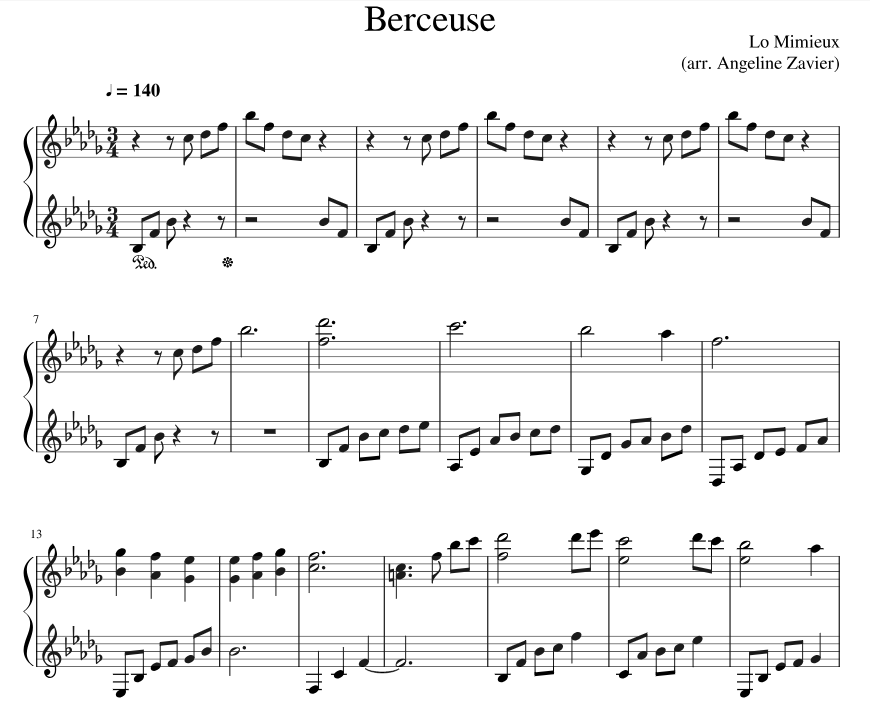 Berceuse
Lo Mimieux
(arr. Angeline Zavier)
♩ = 140
3
4
3
4
Ped. *
7
13